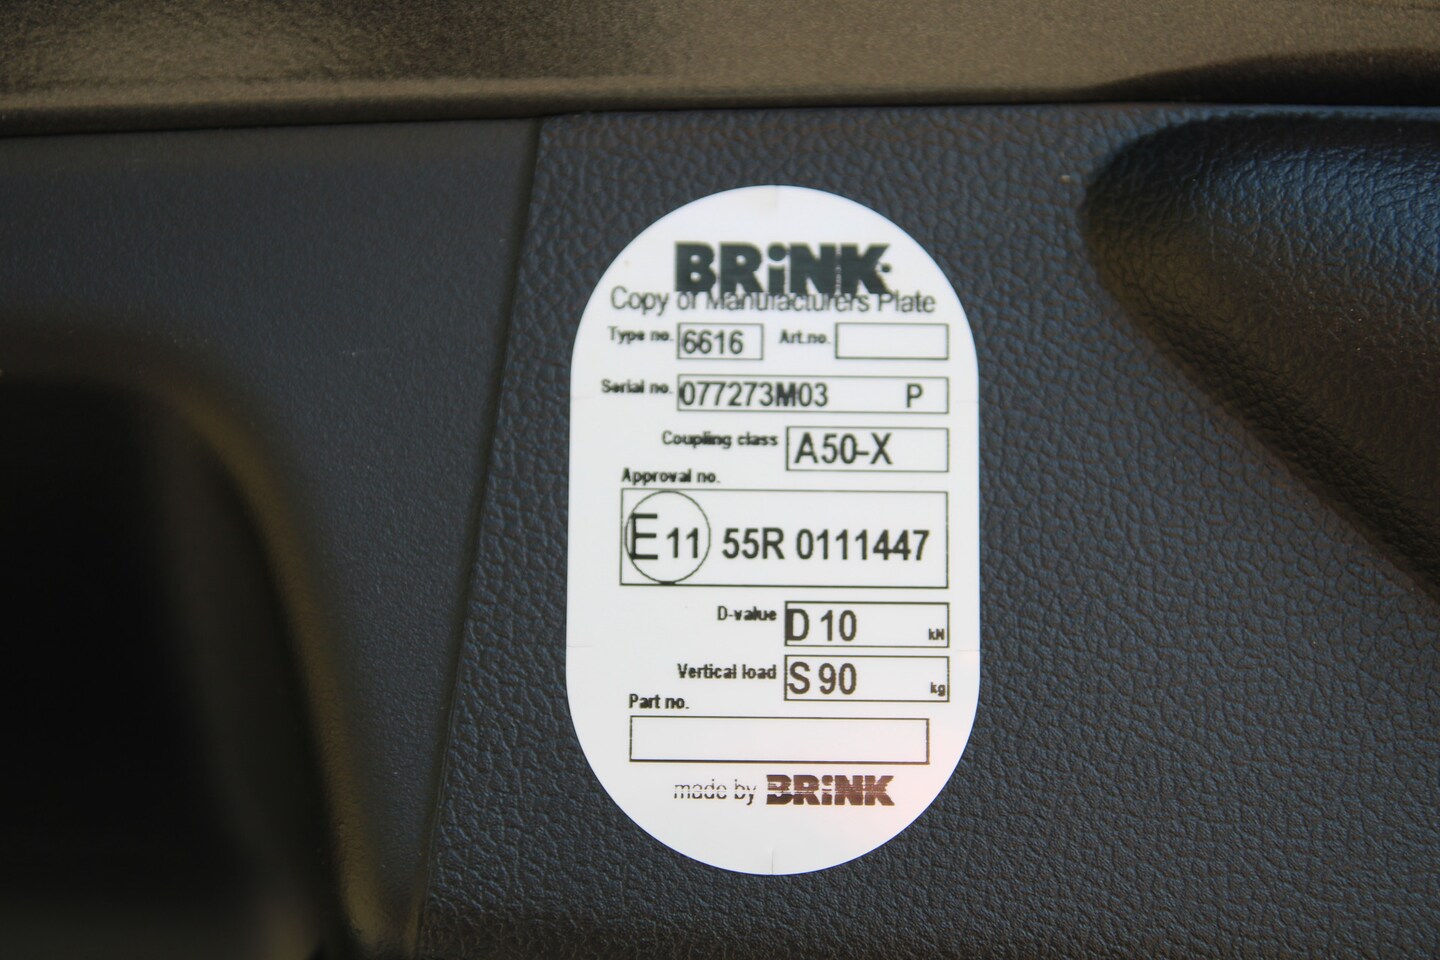 BRiNK
Copy of Manufacturers Plate
Type no. 6616 Art.no.
Serial no. 077273M03 P
Coupling class A50-X
Approval no.
E 11 55R 0111447
D-value D 10 kN
Vertical load S 90 kg
Part no.
made by BRiNK